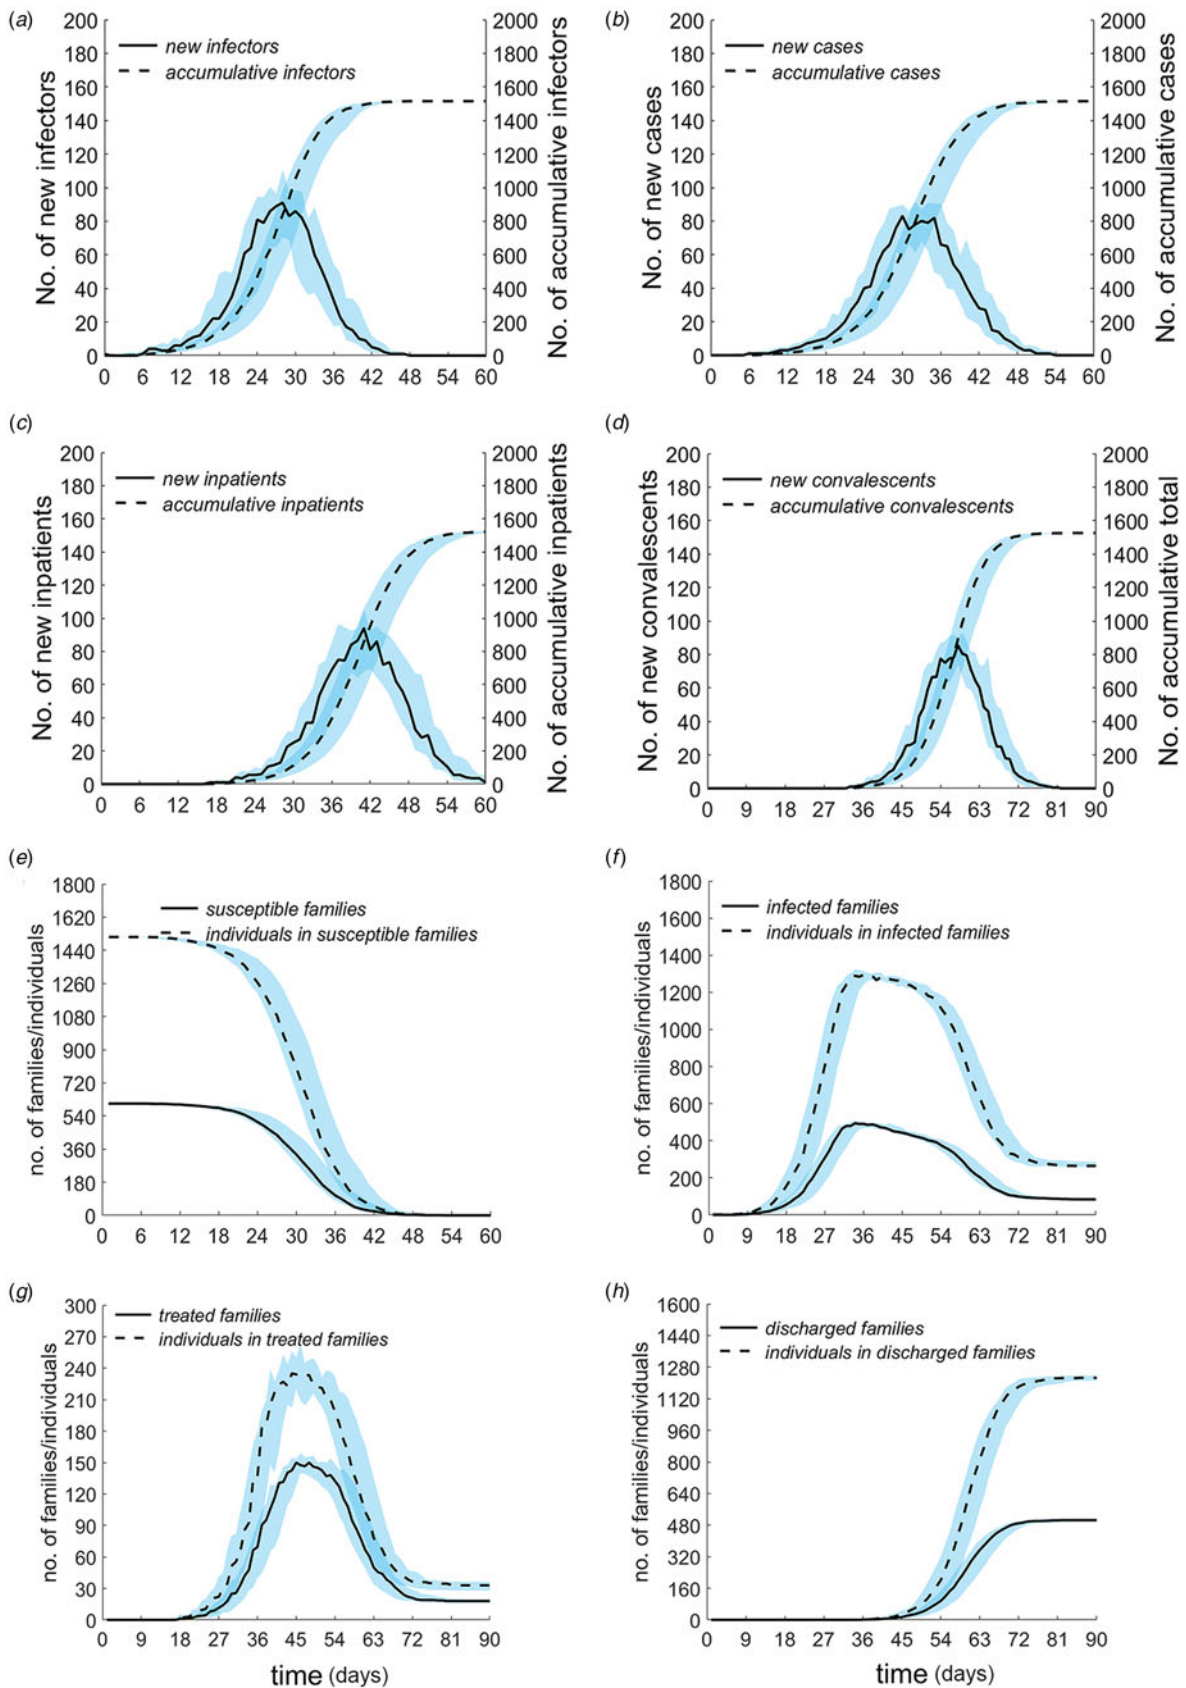 (a)
200
180
160
140
120
100
80
60
40
20
0
No. of new infectors
new infectors
accumulative infectors
2000
1800
1600
1400
1200
1000
800
600
400
200
0
No. of accumulative infectors
0 6 12 18 24 30 36 42 48 54 60
(b)
200
180
160
140
120
100
80
60
40
20
0
No. of new cases
new cases
accumulative cases
2000
1800
1600
1400
1200
1000
800
600
400
200
0
No. of accumulative cases
0 6 12 18 24 30 36 42 48 54 60
(c)
200
180
160
140
120
100
80
60
40
20
0
No. of new inpatients
new inpatients
accumulative inpatients
2000
1800
1600
1400
1200
1000
800
600
400
200
0
No. of accumulative inpatients
0 6 12 18 24 30 36 42 48 54 60
(d)
200
180
160
140
120
100
80
60
40
20
0
No. of new convalescents
new convalescents
accumulative convalescents
2000
1800
1600
1400
1200
1000
800
600
400
200
0
No. of accumulative total
0 9 18 27 36 45 54 63 72 81 90
(e)
1800
1620
1440
1260
1080
900
720
540
360
180
0
no. of families/individuals
susceptible families
individuals in susceptible families
0 6 12 18 24 30 36 42 48 54 60
(f)
1800
1600
1400
1200
1000
800
600
400
200
0
no. of families/individuals
infected families
individuals in infected families
0 9 18 27 36 45 54 63 72 81 90
(g)
300
270
240
210
180
150
120
90
60
30
0
no. of families/individuals
treated families
individuals in treated families
0 9 18 27 36 45 54 63 72 81 90
time (days)
(h)
1600
1440
1280
1120
960
800
640
480
320
160
0
no. of families/individuals
discharged families
individuals in discharged families
0 9 18 27 36 45 54 63 72 81 90
time (days)